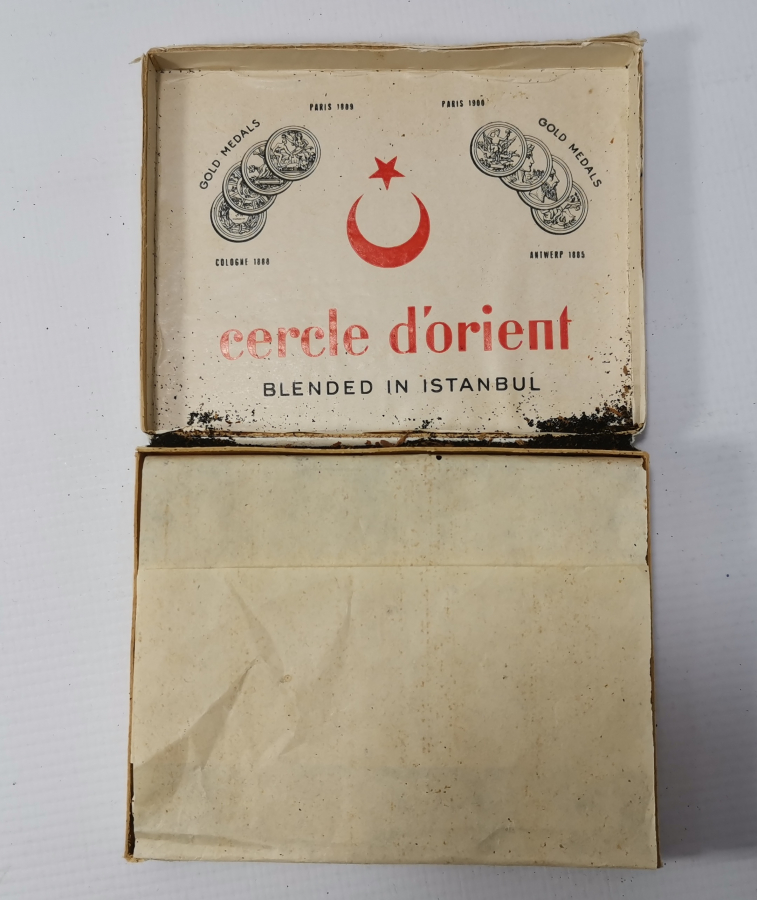 PARIS 1889
PARIS 1900
GOLD MEDALS
GOLD MEDALS
COLOGNE 1888
ANTWERP 1885
cercle d'orient
BLENDED IN ISTANBUL